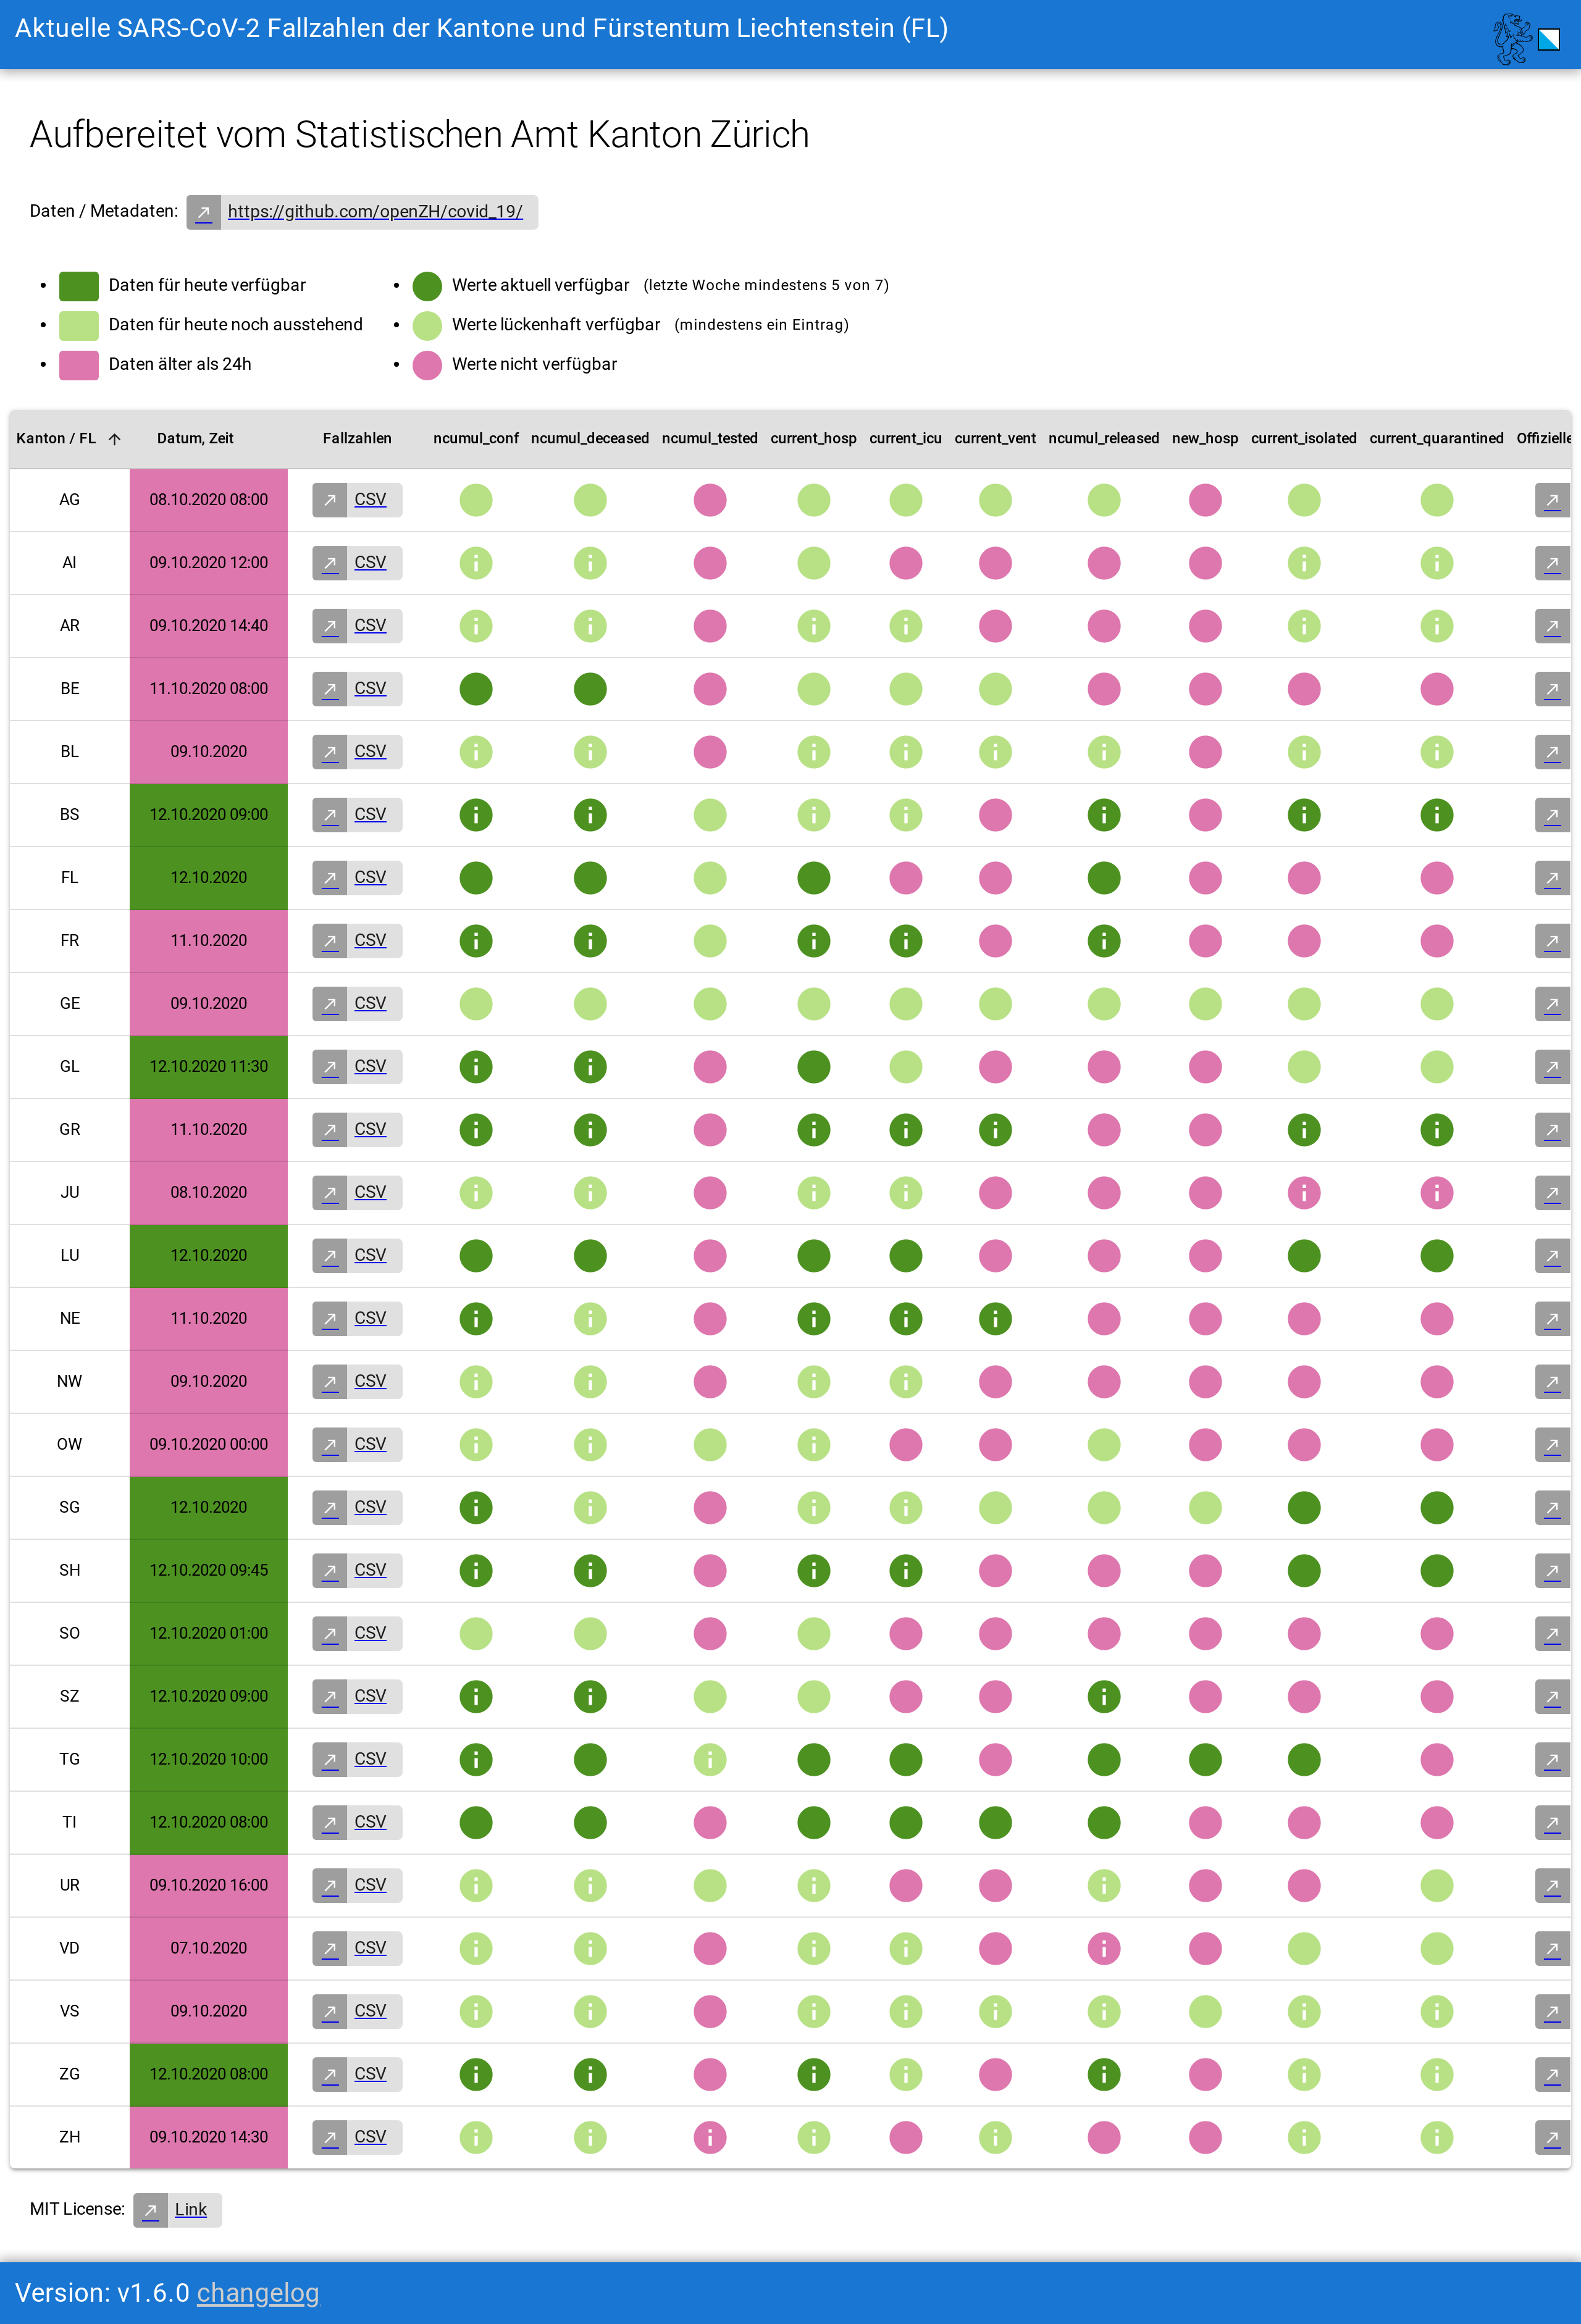 Aktuelle SARS-CoV-2 Fallzahlen der Kantone und Fürstentum Liechtenstein (FL)
Aufbereitet vom Statistischen Amt Kanton Zürich
Daten / Metadaten: https://github.com/openZH/covid_19/
Daten für heute verfügbar
Daten für heute noch ausstehend
Daten älter als 24h
Werte aktuell verfügbar (letzte Woche mindestens 5 von 7)
Werte lückenhaft verfügbar (mindestens ein Eintrag)
Werte nicht verfügbar
Kanton / FL Datum, Zeit Fallzahlen ncumul_conf ncumul_deceased ncumul_tested current_hosp current_icu current_vent ncumul_released new_hosp current_isolated current_quarantined Offizielle
AG 08.10.2020 08:00 CSV
AI 09.10.2020 12:00 CSV
AR 09.10.2020 14:40 CSV
BE 11.10.2020 08:00 CSV
BL 09.10.2020 CSV
BS 12.10.2020 09:00 CSV
FL 12.10.2020 CSV
FR 11.10.2020 CSV
GE 09.10.2020 CSV
GL 12.10.2020 11:30 CSV
GR 11.10.2020 CSV
JU 08.10.2020 CSV
LU 12.10.2020 CSV
NE 11.10.2020 CSV
NW 09.10.2020 CSV
OW 09.10.2020 00:00 CSV
SG 12.10.2020 CSV
SH 12.10.2020 09:45 CSV
SO 12.10.2020 01:00 CSV
SZ 12.10.2020 09:00 CSV
TG 12.10.2020 10:00 CSV
TI 12.10.2020 08:00 CSV
UR 09.10.2020 16:00 CSV
VD 07.10.2020 CSV
VS 09.10.2020 CSV
ZG 12.10.2020 08:00 CSV
ZH 09.10.2020 14:30 CSV
MIT License: Link
Version: v1.6.0 changelog